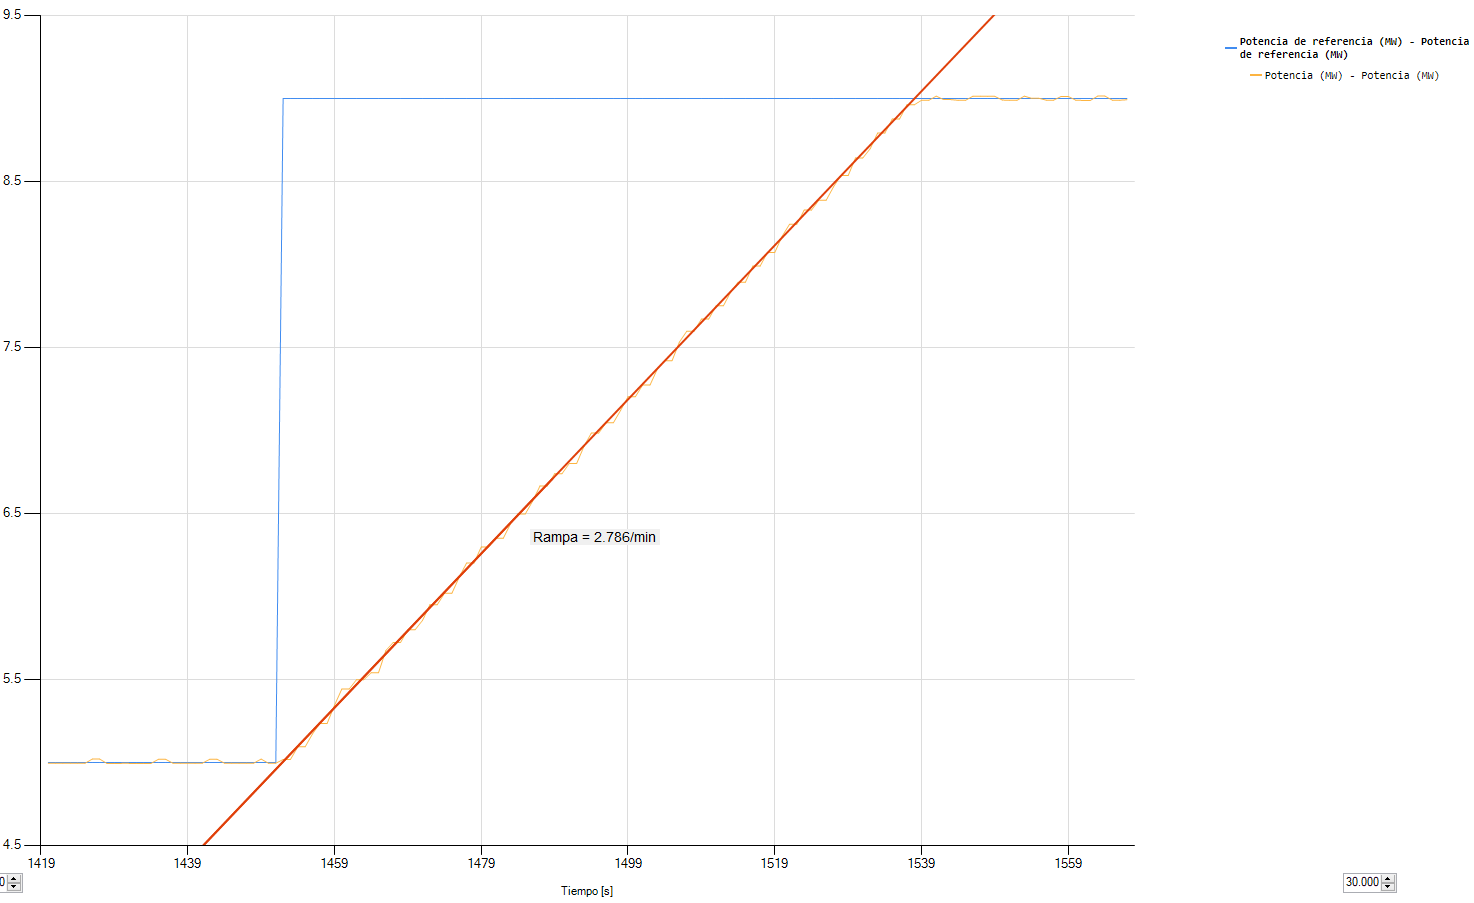 9.5
8.5
7.5
6.5
5.5
4.5
1419 1439 1459 1479 1499 1519 1539 1559
Tiempo [s]
Rampa = 2.786/min
Potencia de referencia (MW) - Potencia
de referencia (MW)
Potencia (MW) - Potencia (MW)
0
30.000